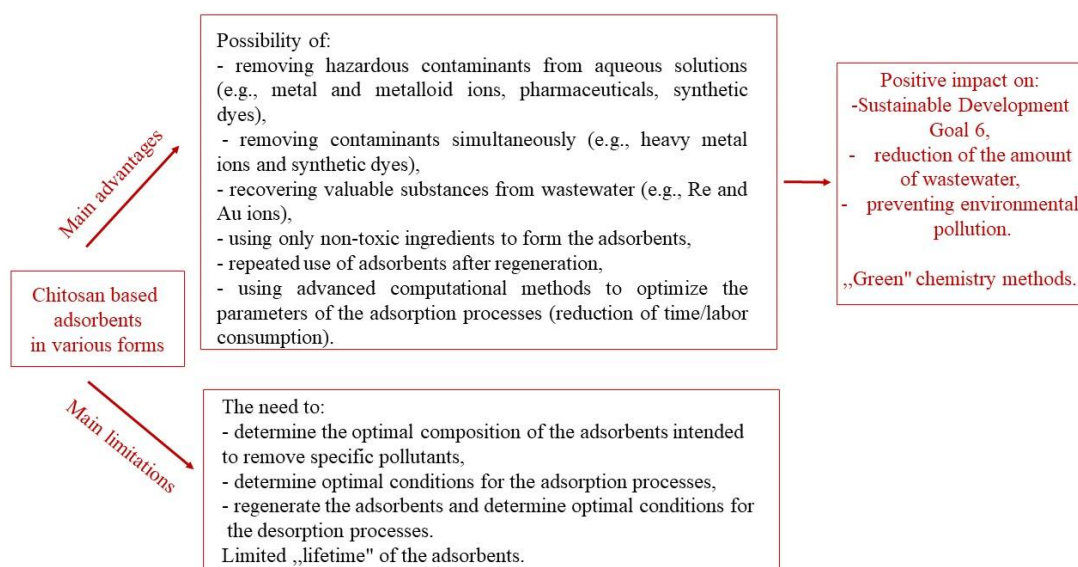 Chitosan based
adsorbents
in various forms
Main advantages
Possibility of:
- removing hazardous contaminants from aqueous solutions
(e.g., metal and metalloid ions, pharmaceuticals, synthetic
dyes),
- removing contaminants simultaneously (e.g., heavy metal
ions and synthetic dyes),
- recovering valuable substances from wastewater (e.g., Re and
Au ions),
- using only non-toxic ingredients to form the adsorbents,
- repeated use of adsorbents after regeneration,
- using advanced computational methods to optimize the
parameters of the adsorption processes (reduction of time/labor
consumption).
Positive impact on:
-Sustainable Development
Goal 6,
- reduction of the amount
of wastewater,
- preventing environmental
pollution.
,,Green" chemistry methods.
Main limitations
The need to:
- determine the optimal composition of the adsorbents intended
to remove specific pollutants,
- determine optimal conditions for the adsorption processes,
- regenerate the adsorbents and determine optimal conditions for
the desorption processes.
Limited ,,lifetime" of the adsorbents.